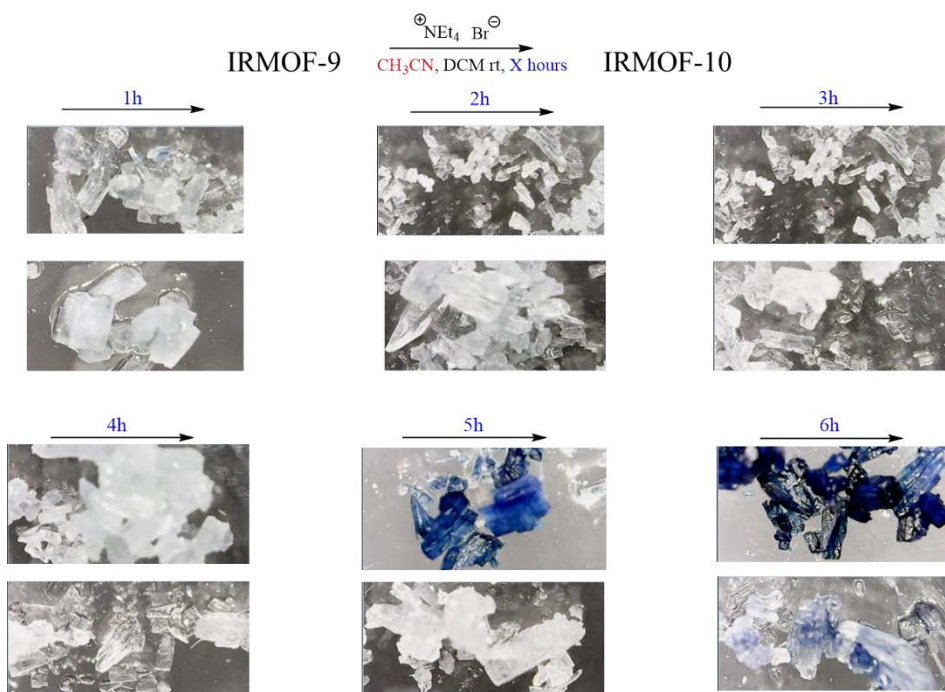 ⊕NEt₄ Br⊖
IRMOF-9 IRMOF-10
CH₃CN, DCM rt, X hours
1h 2h 3h
4h 5h 6h